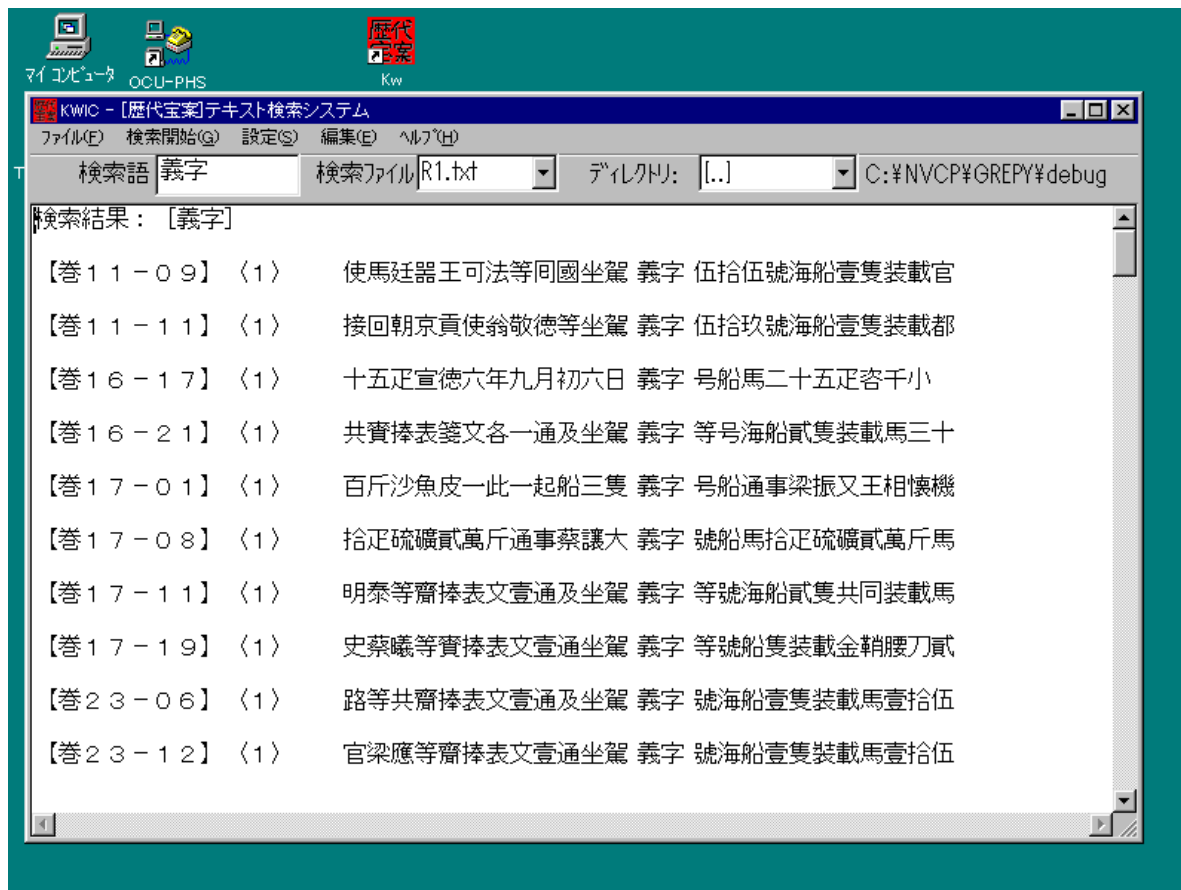 歴代
宝案
マイ コンピュータ
OCU-PHS
Kw
KWIC - [歴代宝案]テキスト検索システム
ファイル(F) 検索開始(G) 設定(S) 編集(E) ヘルプ(H)
T
検索語 義字 検索ファイル R1.txt ディレクトリ: [..] C:¥NVCP¥GREPY¥debug
検索結果： [義字]
【巻11－09】〈1〉 使馬廷器王可法等囘國坐駕 義字 伍拾伍號海船壹隻装載官
【巻11－11】〈1〉 接回朝京貢使翁敬徳等坐駕 義字 伍拾玖號海船壹隻装載都
【巻16－17】〈1〉 十五疋宣徳六年九月初六日 義字 号船馬二十五疋咨千小
【巻16－21】〈1〉 共賫捧表箋文各一通及坐駕 義字 等号海船貳隻装載馬三十
【巻17－01】〈1〉 百斤沙魚皮一此一起船三隻 義字 号船通事梁振又王相懐機
【巻17－08】〈1〉 拾疋硫礦貳萬斤通事蔡讓大 義字 號船馬拾疋硫礦貳萬斤馬
【巻17－11】〈1〉 明泰等齎捧表文壹通及坐駕 義字 等號海船貳隻共同装載馬
【巻17－19】〈1〉 史蔡曦等賫捧表文壹通坐駕 義字 等號船隻装載金鞘腰刀貳
【巻23－06】〈1〉 路等共齎捧表文壹通及坐駕 義字 號海船壹隻装載馬壹拾伍
【巻23－12】〈1〉 官梁應等齎捧表文壹通坐駕 義字 號海船壹隻裝載馬壹拾伍